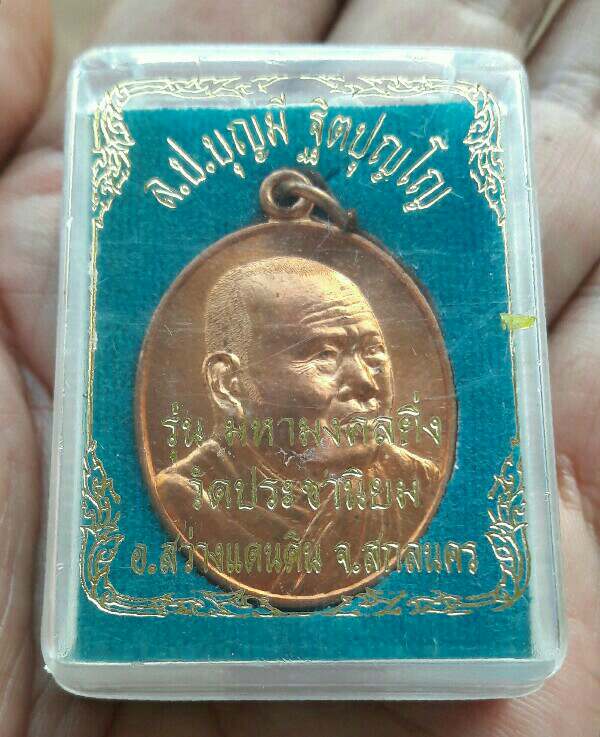 ล.ป.บุญมี ฐิตปุญโญ
รุ่น มหามงคลยิ่ง
วัดประชานิยม
อ.สว่างแดนดิน จ.สกลนคร